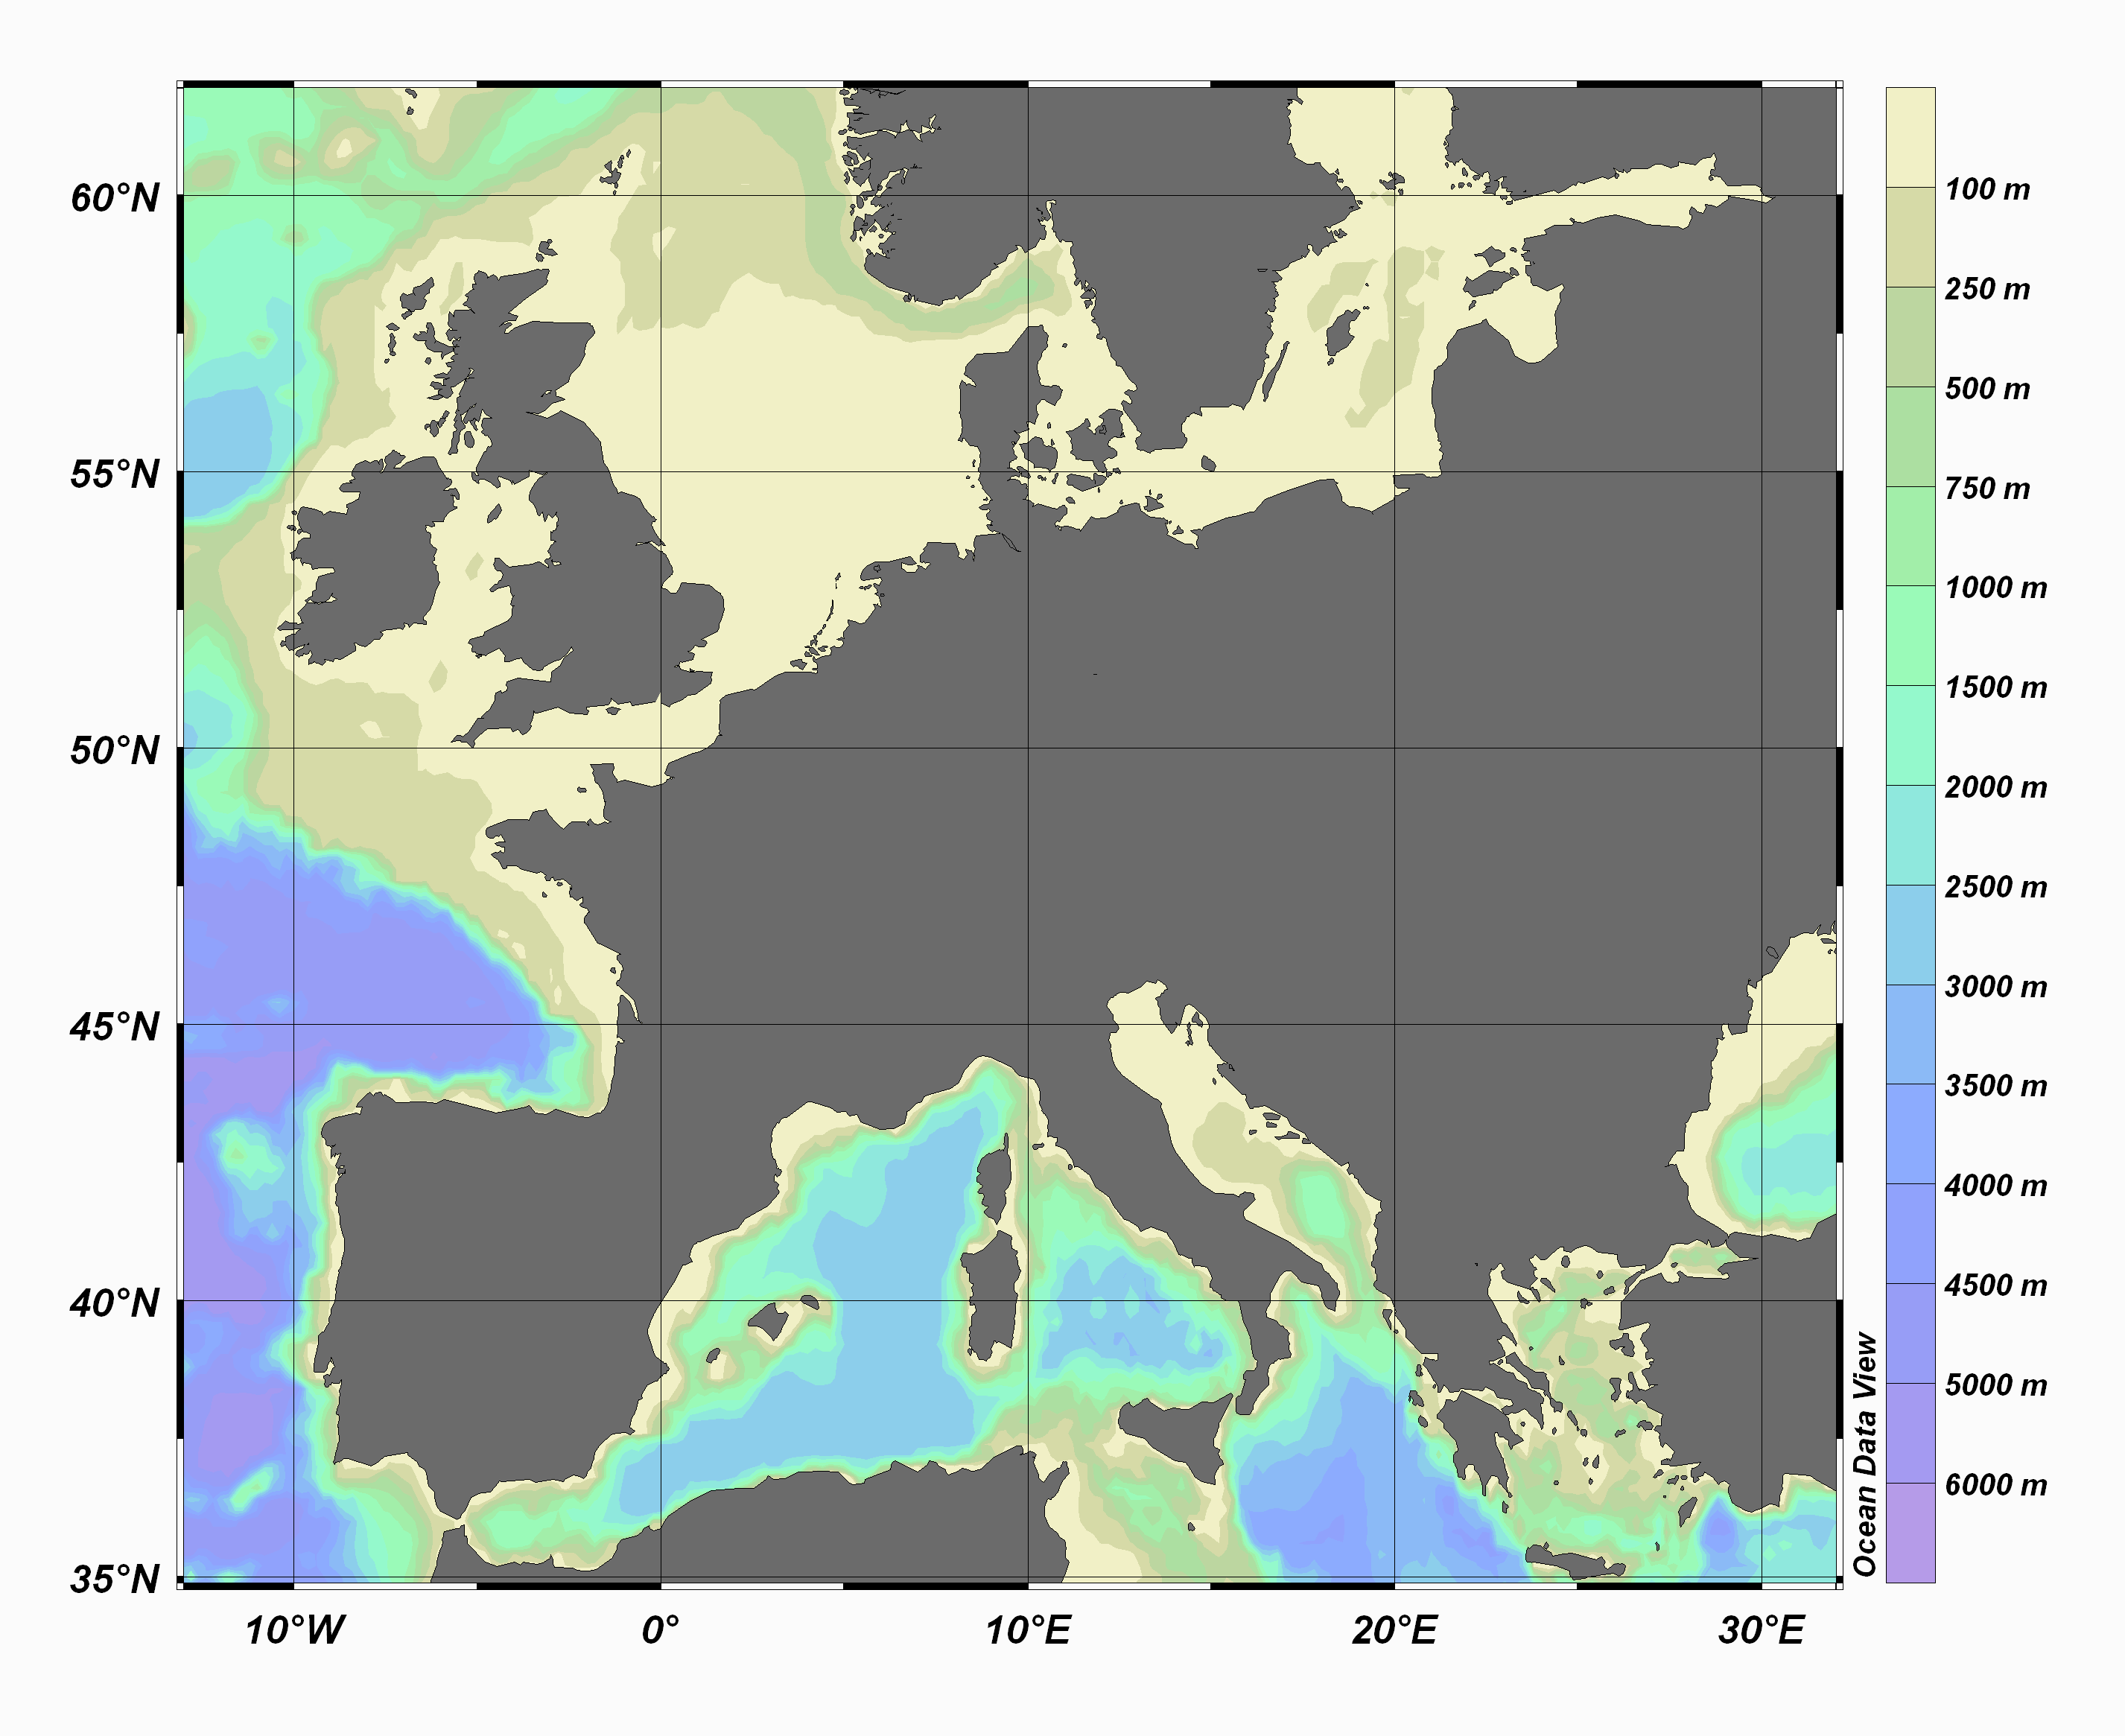 60°N
55°N
50°N
45°N
40°N
35°N
10°W
0°
10°E
20°E
30°E
Ocean Data View
100 m
250 m
500 m
750 m
1000 m
1500 m
2000 m
2500 m
3000 m
3500 m
4000 m
4500 m
5000 m
6000 m